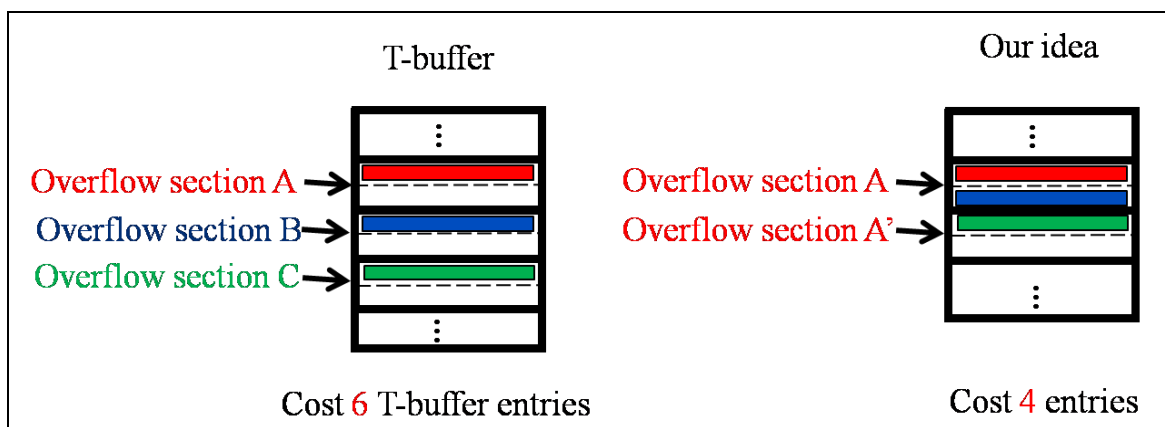 T-buffer
Overflow section A
Overflow section B
Overflow section C
Cost 6 T-buffer entries
Our idea
Overflow section A
Overflow section A’
Cost 4 entries